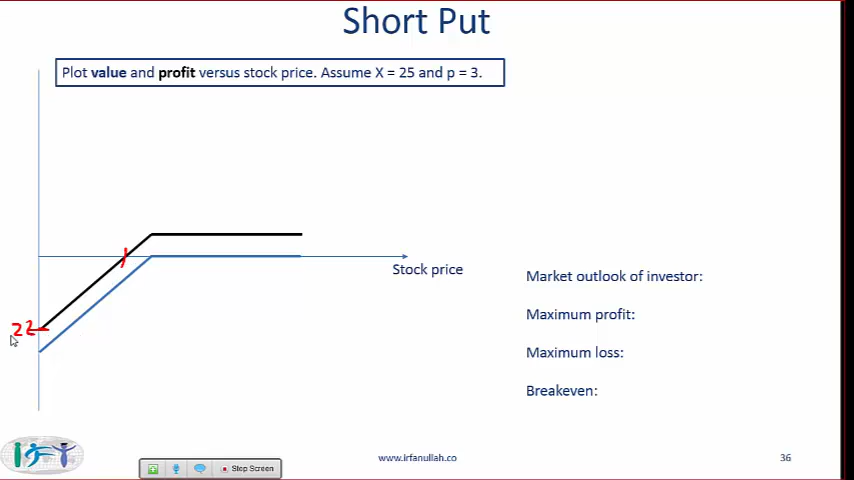 Short Put
Plot value and profit versus stock price. Assume X = 25 and p = 3.
Stock price
22
Market outlook of investor:
Maximum profit:
Maximum loss:
Breakeven:
Stop Screen
www.irfanullah.co
36